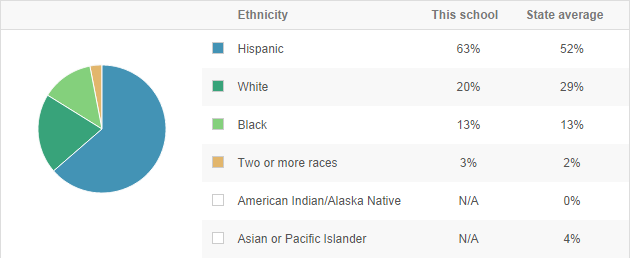 Ethnicity This school State average
Hispanic 63% 52%
White 20% 29%
Black 13% 13%
Two or more races 3% 2%
American Indian/Alaska Native N/A 0%
Asian or Pacific Islander N/A 4%